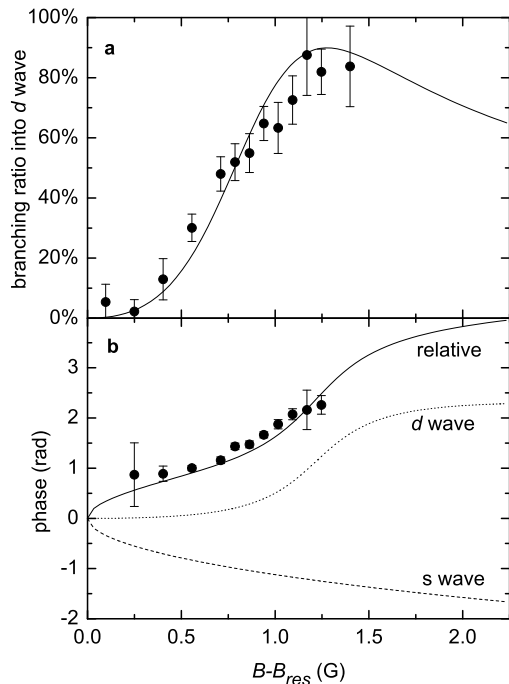 100%
a
80%
60%
40%
20%
0%
branching ratio into d wave
b
3
2
1
0
-1
-2
phase (rad)
relative
d wave
s wave
0.0 0.5 1.0 1.5 2.0
B-Bres (G)